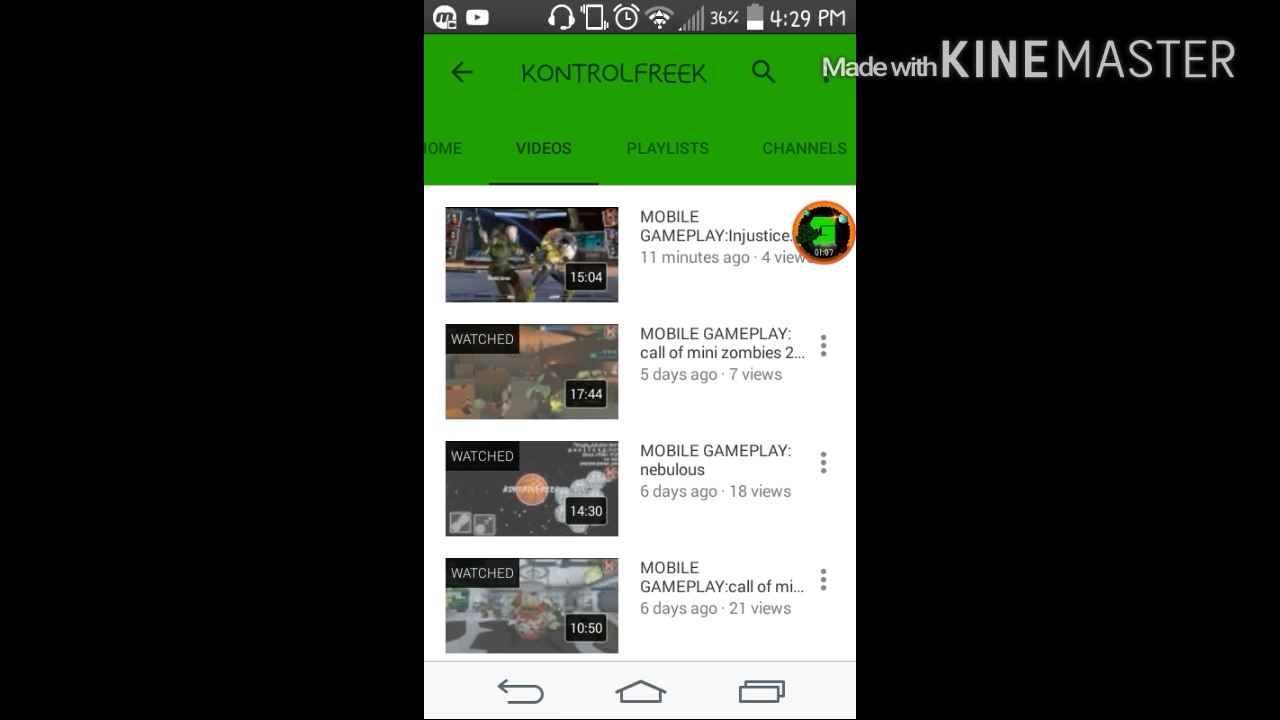 36% 4:29 PM
KONTROLFREEK
Made with KINEMASTER
OME VIDEOS PLAYLISTS CHANNELS
MOBILE
GAMEPLAY:Injustice.
11 minutes ago · 4 view
15:04
01:07
WATCHED
MOBILE GAMEPLAY:
call of mini zombies 2...
5 days ago · 7 views
17:44
WATCHED
MOBILE GAMEPLAY:
nebulous
6 days ago · 18 views
KONTROLFREEK
14:30
WATCHED
MOBILE
GAMEPLAY:call of mi...
6 days ago · 21 views
10:50